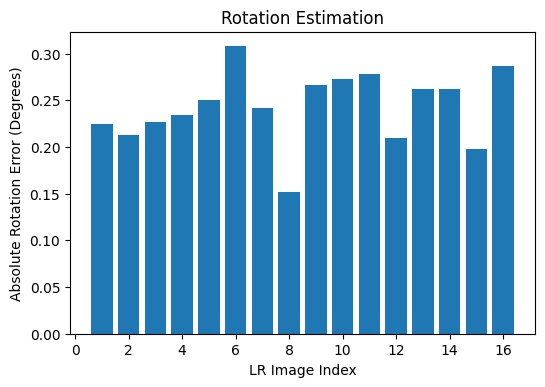 Rotation Estimation
Absolute Rotation Error (Degrees)
0.30
0.25
0.20
0.15
0.10
0.05
0.00
0 2 4 6 8 10 12 14 16
LR Image Index